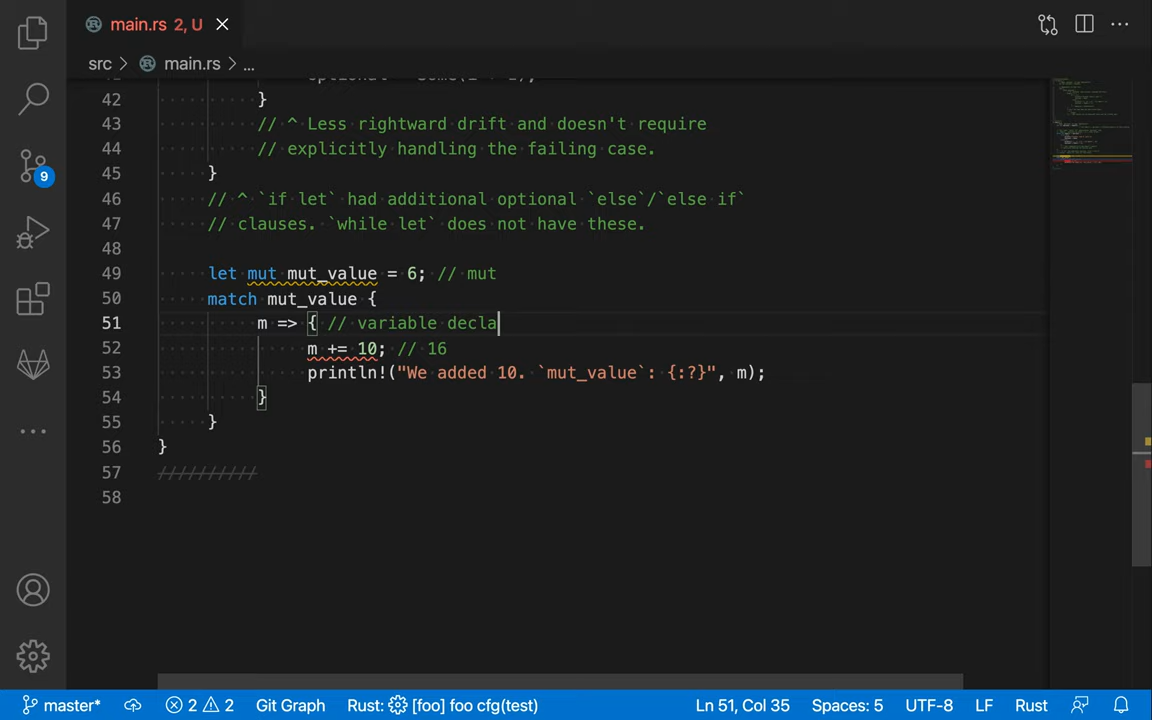 main.rs 2, U
src > main.rs > ...
42 }
43 // ^ Less rightward drift and doesn't require
44 // explicitly handling the failing case.
45 }
46 // ^ `if let` had additional optional `else`/`else if`
47 // clauses. `while let` does not have these.
48
49 let mut mut_value = 6; // mut
50 match mut_value {
51 m => { // variable decla
52 m += 10; // 16
53 println!("We added 10. `mut_value`: {:?}", m);
54 }
55 }
56 }
57 //////////
58
9
master* 2 2 Git Graph Rust: [foo] foo cfg(test) Ln 51, Col 35 Spaces: 5 UTF-8 LF Rust